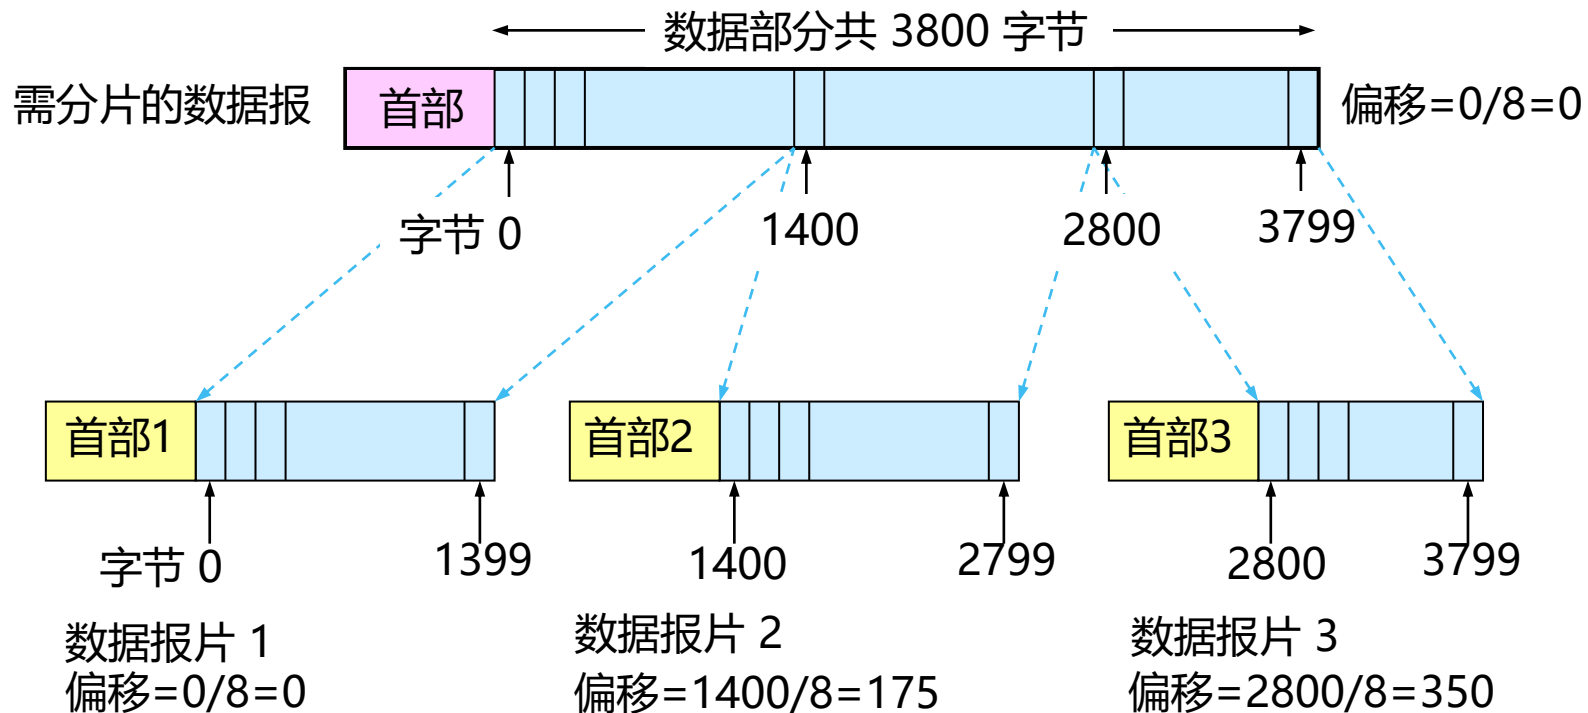 数据部分共 3800 字节
需分片的数据报
首部
偏移=0/8=0
字节 0
1400
2800
3799
首部1
首部2
首部3
字节 0
1399
1400
2799
2800
3799
数据报片 1
偏移=0/8=0
数据报片 2
偏移=1400/8=175
数据报片 3
偏移=2800/8=350